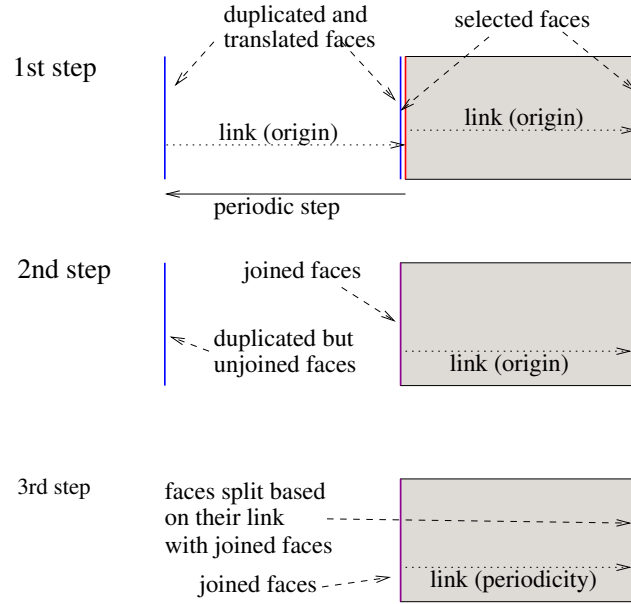 duplicated and
translated faces
selected faces
1st step
link (origin)
link (origin)
periodic step
2nd step
joined faces
duplicated but
unjoined faces
link (origin)
3rd step
faces split based
on their link
with joined faces
joined faces
link (periodicity)